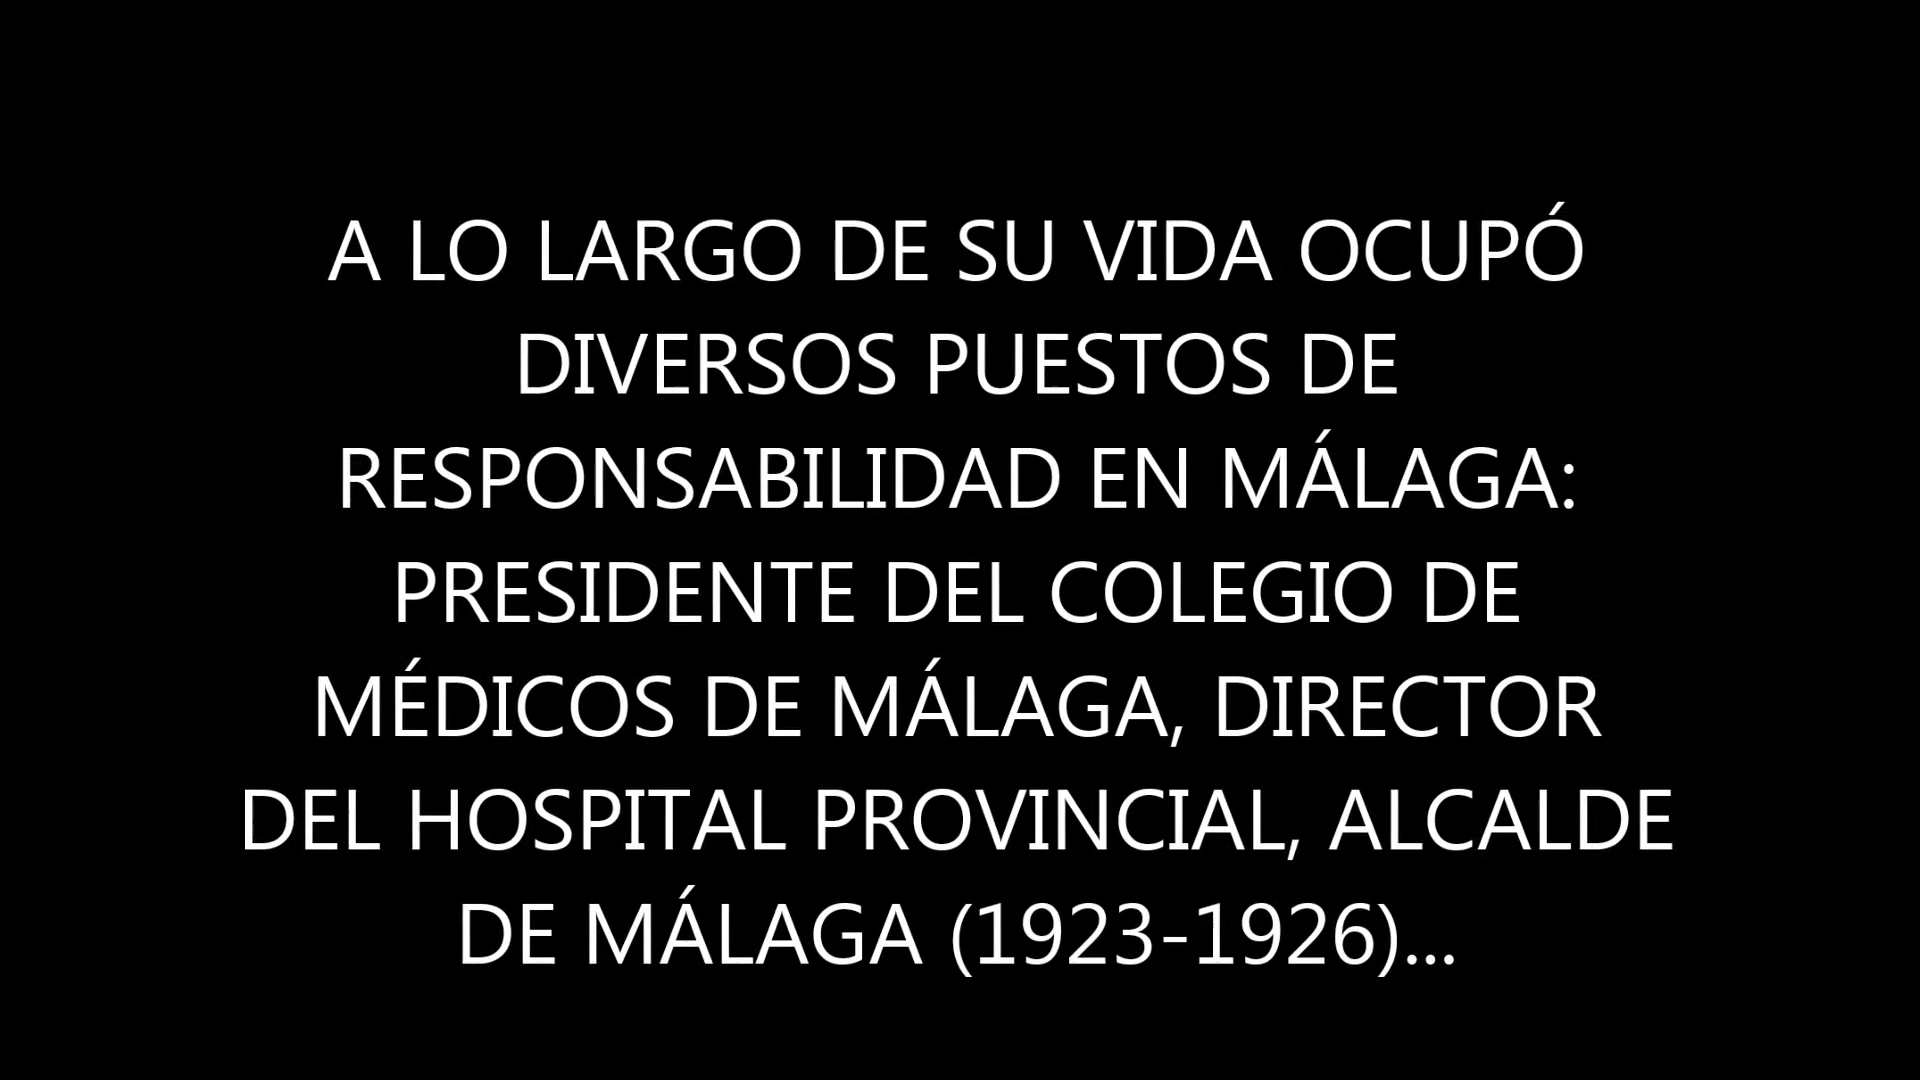 A LO LARGO DE SU VIDA OCUPÓ
DIVERSOS PUESTOS DE
RESPONSABILIDAD EN MÁLAGA:
PRESIDENTE DEL COLEGIO DE
MÉDICOS DE MÁLAGA, DIRECTOR
DEL HOSPITAL PROVINCIAL, ALCALDE
DE MÁLAGA (1923-1926)...